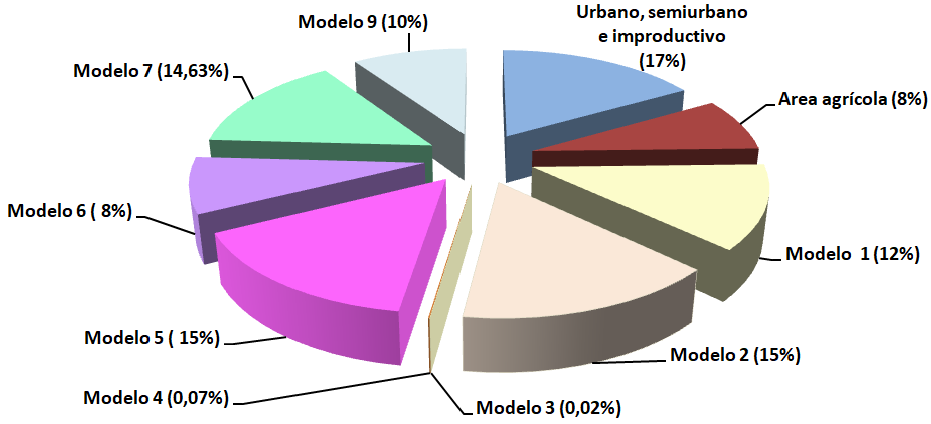 Modelo 9 (10%)
Urbano, semiurbano
e improductivo
(17%)
Modelo 7 (14,63%)
Area agrícola (8%)
Modelo 6 ( 8%)
Modelo  1 (12%)
Modelo 5 ( 15%)
Modelo 2 (15%)
Modelo 4 (0,07%)
Modelo 3 (0,02%)